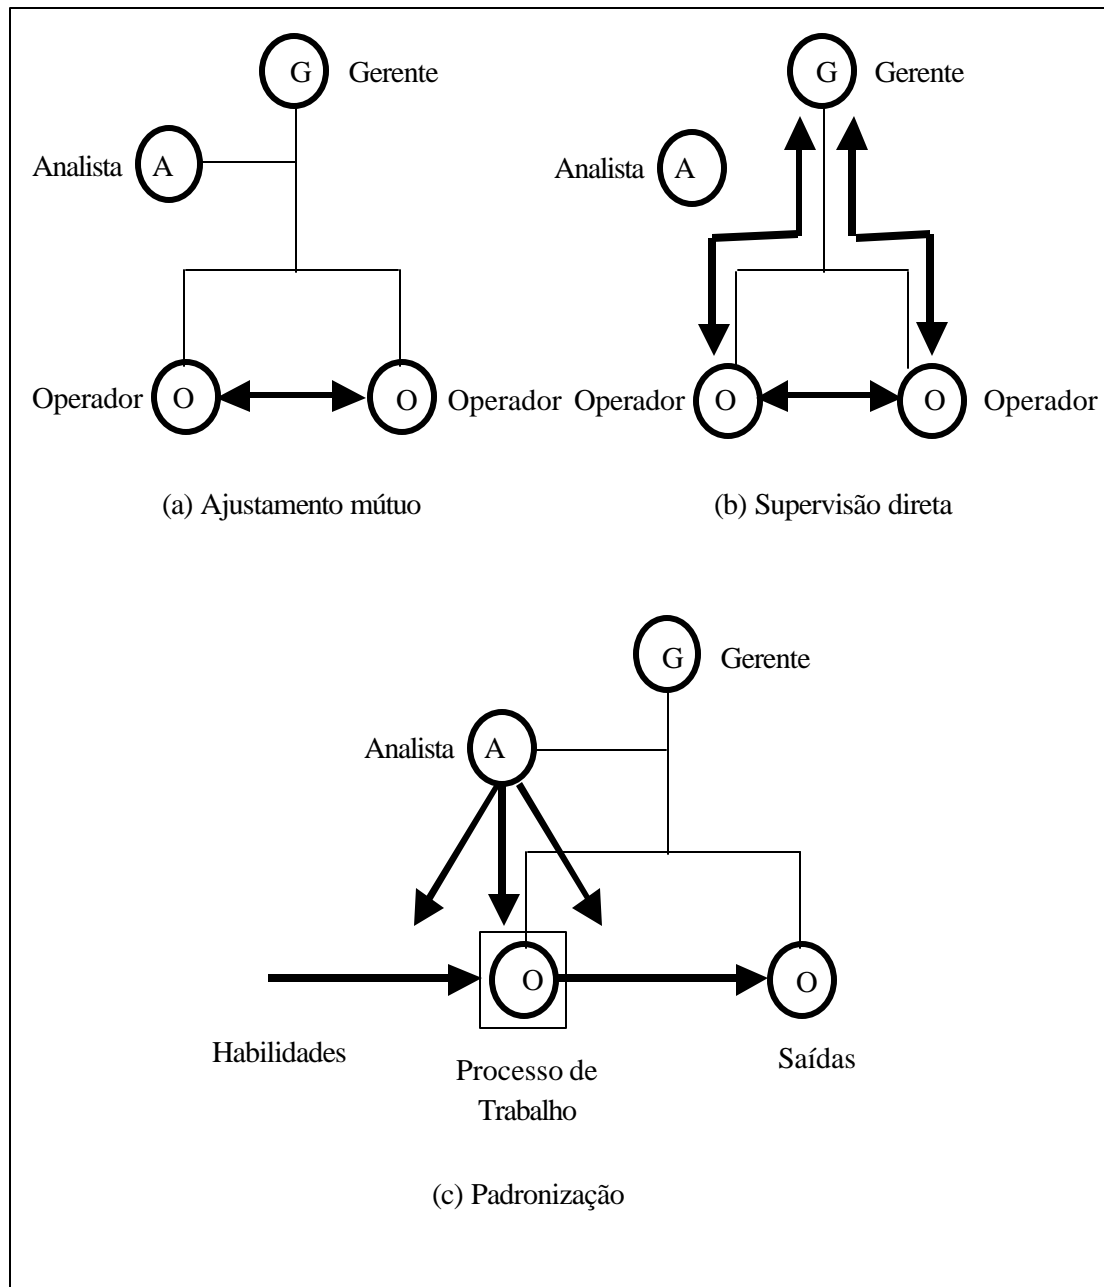 G Gerente
Analista A
Operador O O Operador
(a) Ajustamento mútuo
G Gerente
Analista A
Operador O O Operador
(b) Supervisão direta
G Gerente
Analista A
O O
Habilidades
Processo de
Trabalho
Saídas
(c) Padronização